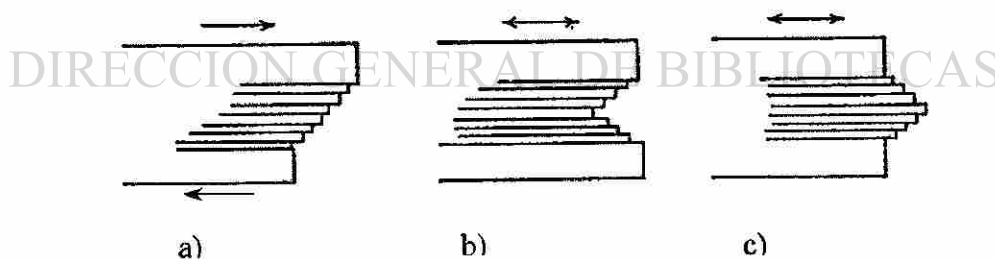 DIRECCIÓN GENERAL DE BIBLIOTECAS
a) b) c)